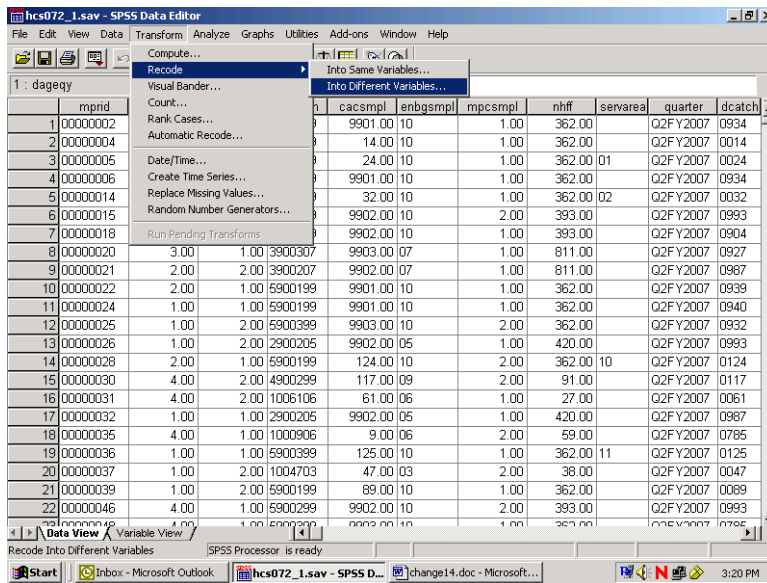 hcs072_1.sav - SPSS Data Editor
File Edit View Data Transform Analyze Graphs Utilities Add-ons Window Help
Compute...
Recode
Into Same Variables...
Into Different Variables...
Visual Bander...
Count...
Rank Cases...
Automatic Recode...
Date/Time...
Create Time Series...
Replace Missing Values...
Random Number Generators...
Run Pending Transforms
1 : dageqy
mprid cacsmpl enbgsmpl mpcsmpl nhff servarea quarter dcatch
1 00000002 9901.00 10 1.00 362.00 Q2FY2007 0934
2 00000004 14.00 10 1.00 362.00 Q2FY2007 0014
3 00000005 24.00 10 1.00 362.00 01 Q2FY2007 0024
4 00000006 9901.00 10 1.00 362.00 Q2FY2007 0934
5 00000014 32.00 10 1.00 362.00 02 Q2FY2007 0032
6 00000015 9902.00 10 2.00 393.00 Q2FY2007 0993
7 00000018 9902.00 10 1.00 393.00 Q2FY2007 0904
8 00000020 3.00 1.00 3900307 9903.00 07 1.00 811.00 Q2FY2007 0927
9 00000021 2.00 2.00 3900207 9902.00 07 1.00 811.00 Q2FY2007 0987
10 00000022 2.00 1.00 5900199 9901.00 10 1.00 362.00 Q2FY2007 0939
11 00000024 1.00 1.00 5900199 9901.00 10 1.00 362.00 Q2FY2007 0940
12 00000025 1.00 2.00 5900399 9903.00 10 2.00 362.00 Q2FY2007 0932
13 00000026 1.00 2.00 2900205 9902.00 05 1.00 420.00 Q2FY2007 0993
14 00000028 2.00 1.00 5900199 124.00 10 2.00 362.00 10 Q2FY2007 0124
15 00000030 4.00 2.00 4900299 117.00 09 2.00 91.00 Q2FY2007 0117
16 00000031 4.00 2.00 1006106 61.00 06 1.00 27.00 Q2FY2007 0061
17 00000032 1.00 1.00 2900205 9902.00 05 1.00 420.00 Q2FY2007 0987
18 00000035 4.00 1.00 1000906 9.00 06 2.00 59.00 Q2FY2007 0785
19 00000036 1.00 1.00 5900399 125.00 10 1.00 362.00 11 Q2FY2007 0125
20 00000037 1.00 2.00 1004703 47.00 03 2.00 38.00 Q2FY2007 0047
21 00000039 1.00 2.00 5900199 89.00 10 1.00 362.00 Q2FY2007 0089
22 00000046 4.00 1.00 5900299 9902.00 10 2.00 393.00 Q2FY2007 0993
Data View Variable View
Recode Into Different Variables SPSS Processor is ready
Start Inbox - Microsoft Outlook hcs072_1.sav - SPSS D... change14.doc - Microsoft... 3:20 PM